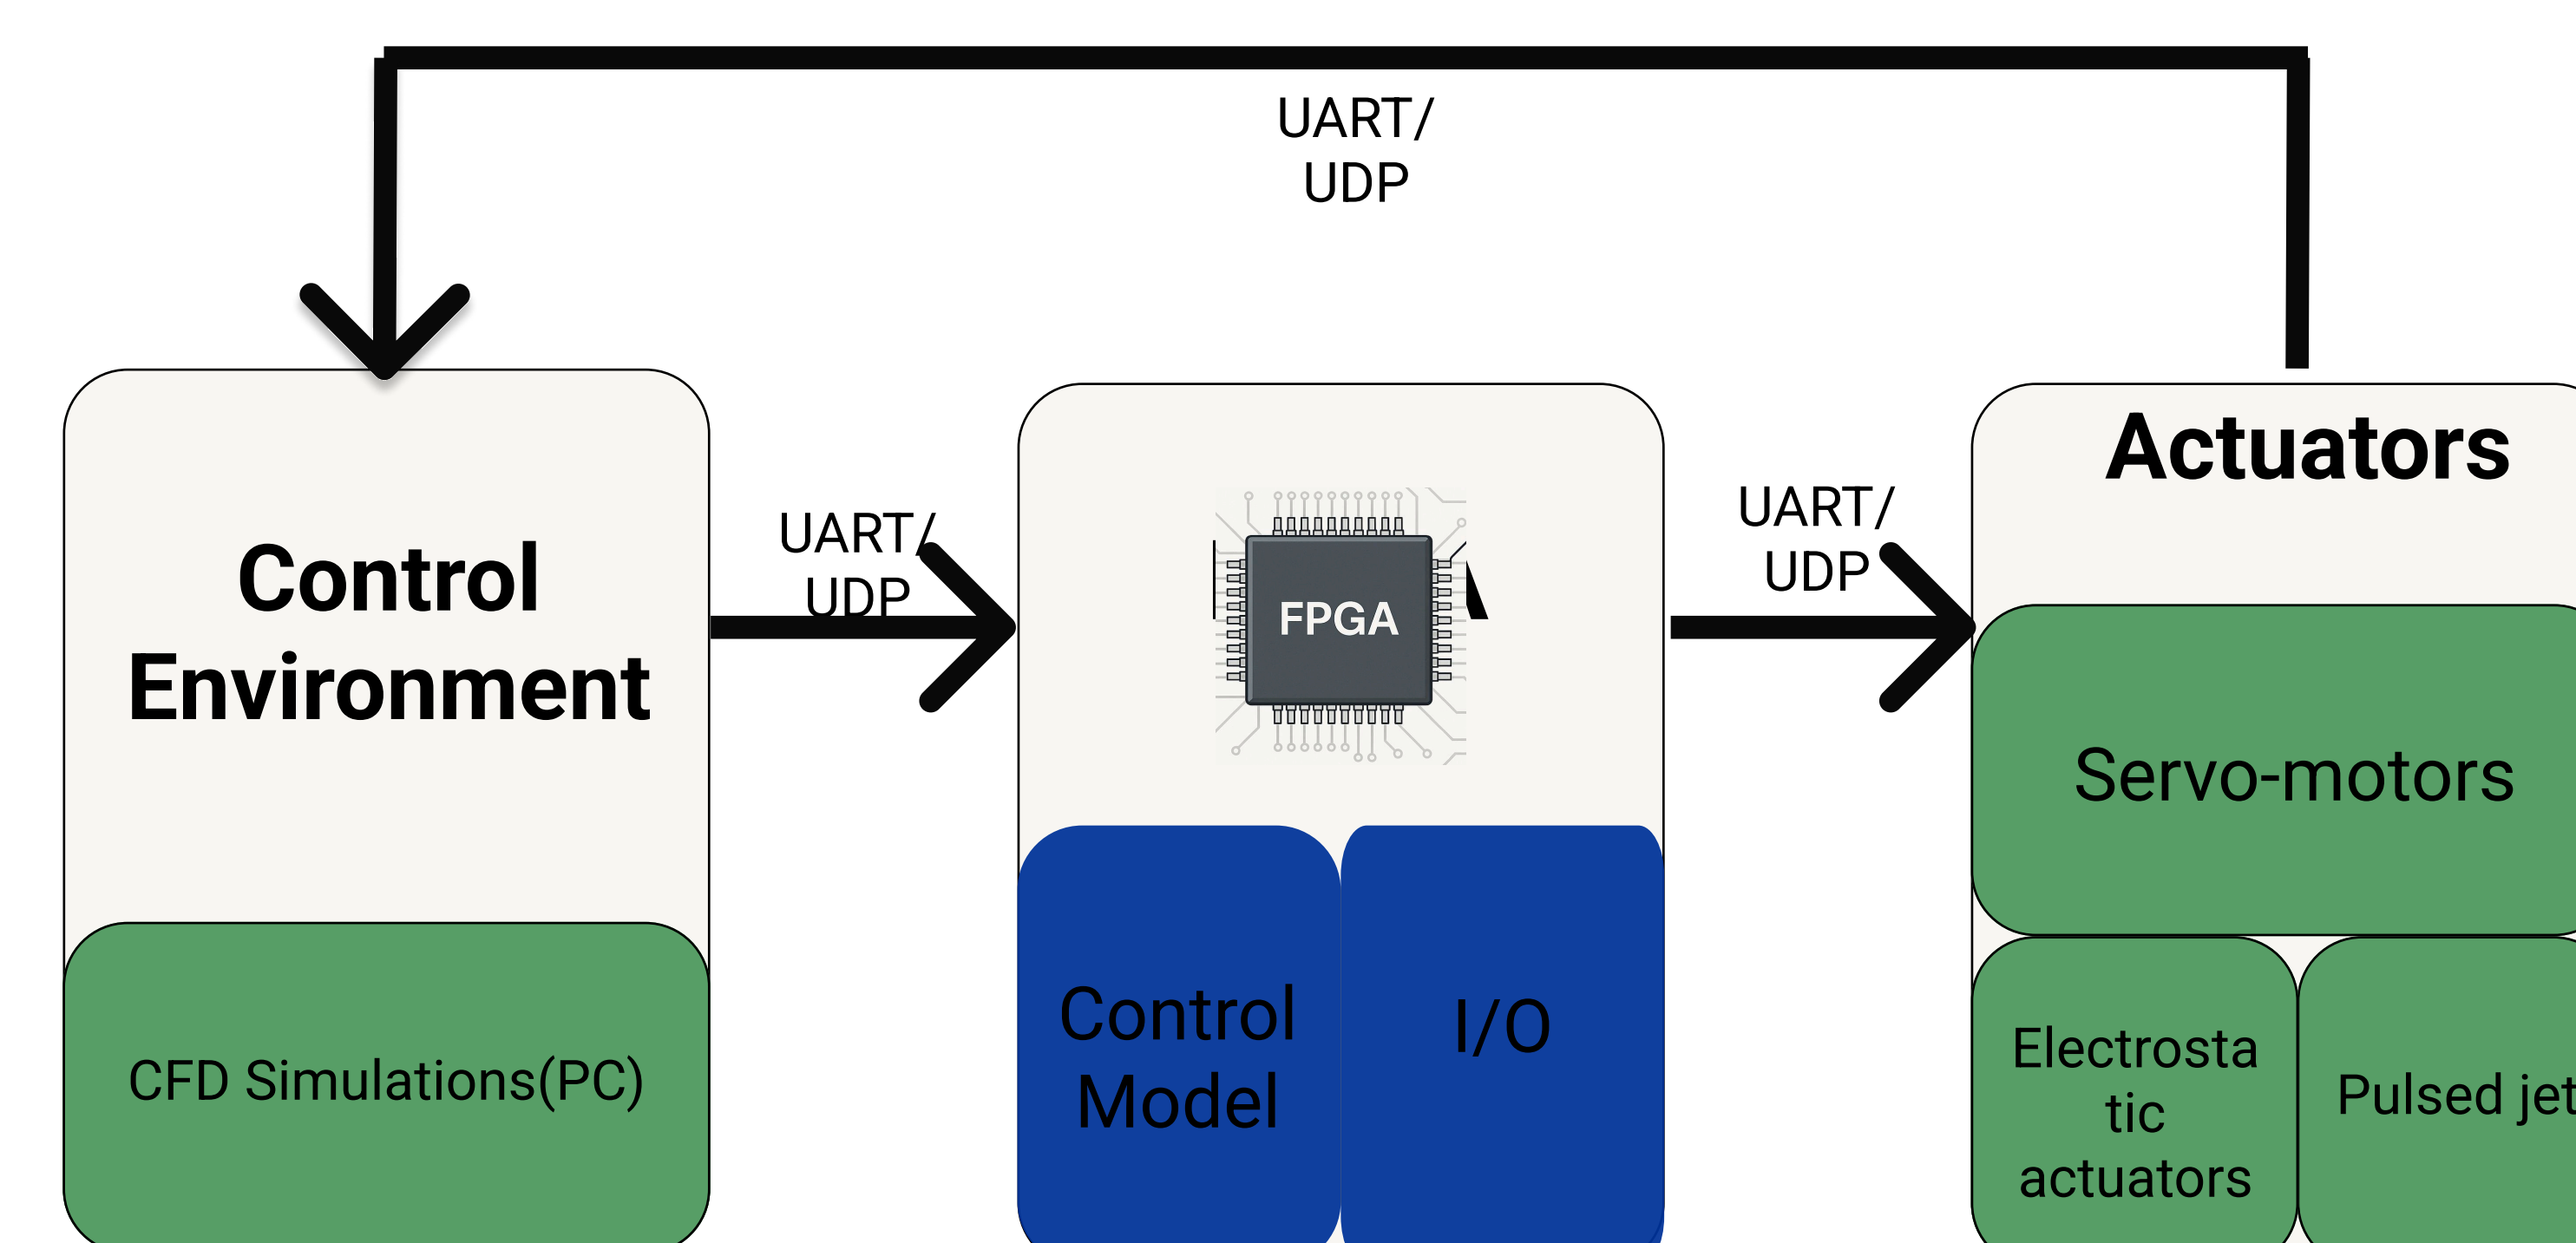 UART/
UDP
Control
Environment
CFD Simulations(PC)
UART/
UDP
FPGA
Control
Model
I/O
UART/
UDP
Actuators
Servo-motors
Electrosta
tic
actuators
Pulsed jet